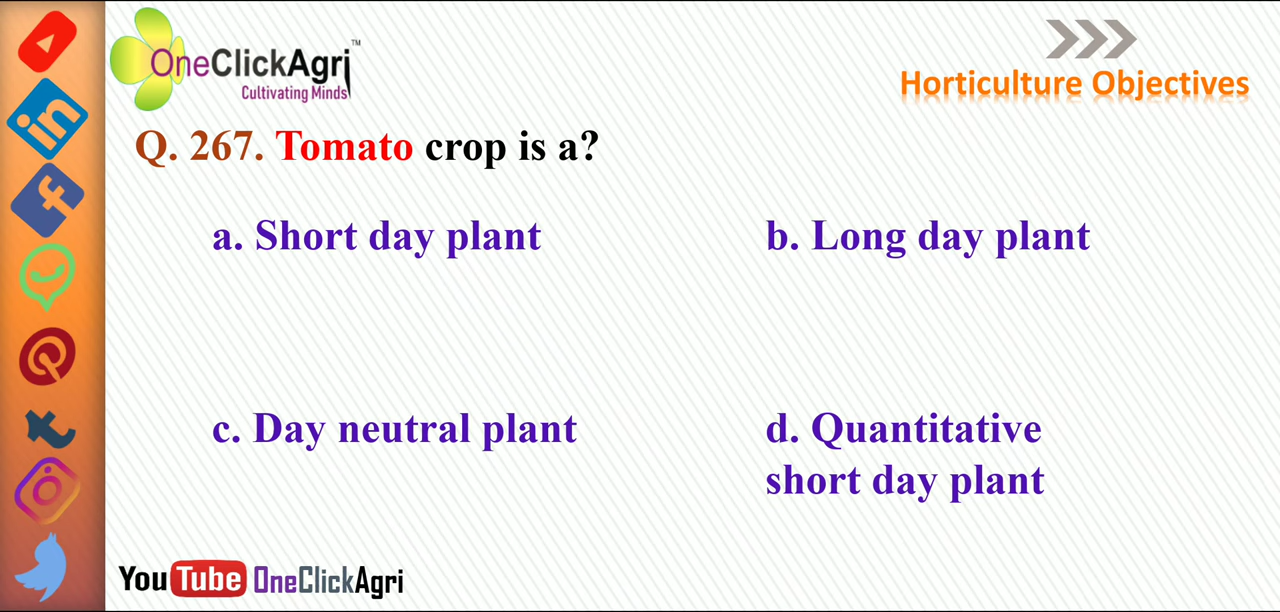 OneClickAgri™
Cultivating Minds
Horticulture Objectives
Q. 267. Tomato crop is a?
a. Short day plant
b. Long day plant
c. Day neutral plant
d. Quantitative
short day plant
YouTube OneClickAgri